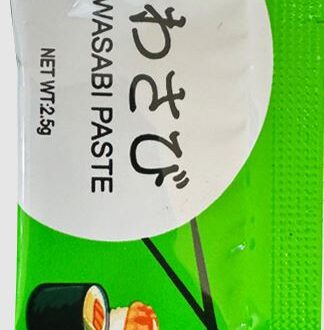 わさび
WASABI PASTE
NET WT:2.5g